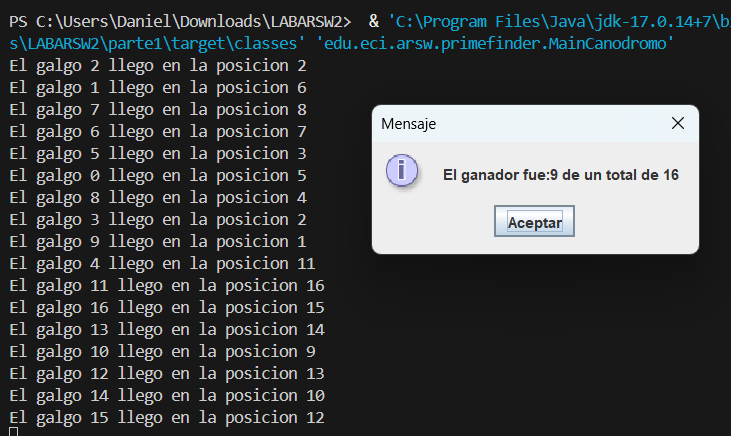 PS C:\Users\Daniel\Downloads\LABARSW2>  & 'C:\Program Files\Java\jdk-17.0.14+7\b
s\LABARSW2\parte1\target\classes' 'edu.eci.arsw.primefinder.MainCanodromo'
El galgo 2 llego en la posicion 2
El galgo 1 llego en la posicion 6
El galgo 7 llego en la posicion 8
El galgo 6 llego en la posicion 7
El galgo 5 llego en la posicion 3
El galgo 0 llego en la posicion 5
El galgo 8 llego en la posicion 4
El galgo 3 llego en la posicion 2
El galgo 9 llego en la posicion 1
El galgo 4 llego en la posicion 11
El galgo 11 llego en la posicion 16
El galgo 16 llego en la posicion 15
El galgo 13 llego en la posicion 14
El galgo 10 llego en la posicion 9
El galgo 12 llego en la posicion 13
El galgo 14 llego en la posicion 10
El galgo 15 llego en la posicion 12
Mensaje
El ganador fue:9 de un total de 16
Aceptar